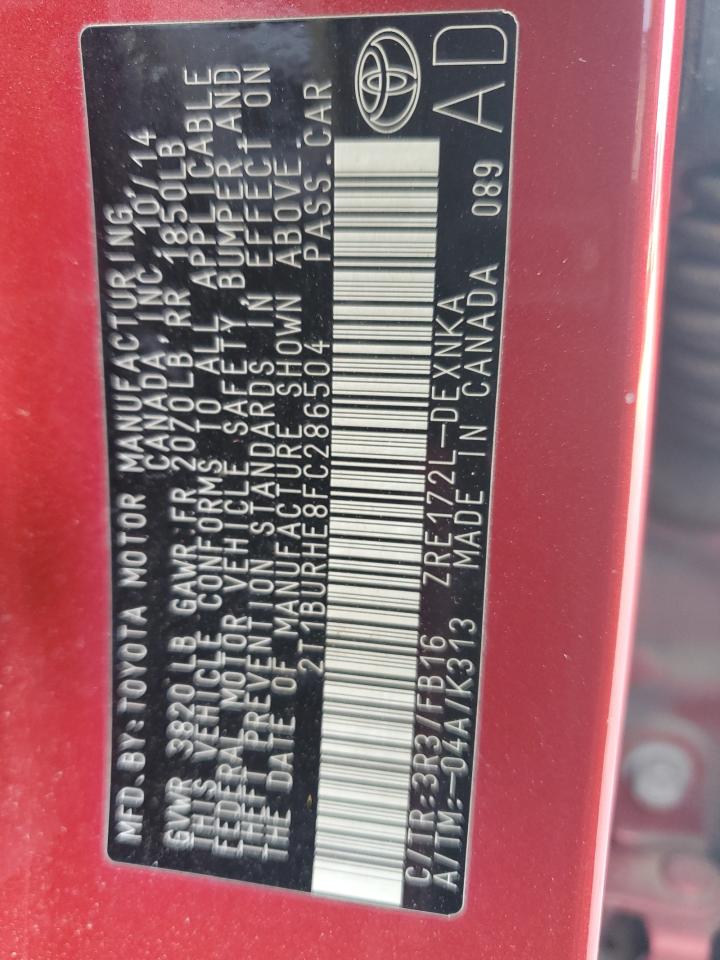 MFD.BY:TOYOTA MOTOR MANUFACTURING,
CANADA, INC 10/14
GVWR 3820LB GAWR FR 2070LB, RR 1850LB
THIS VEHICLE CONFORMS TO ALL APPLICABLE
FEDERAL MOTOR VEHICLE SAFETY, BUMPER AND
THEFT PREVENTION STANDARDS IN EFFECT ON
THE DATE OF MANUFACTURE SHOWN ABOVE.
2T1BURHE8FC286504 PASS.CAR
C/TR:3R3/FB16 ZRE172L-DEXNKA
A/TM:-04A/K313 MADE IN CANADA 089
AD